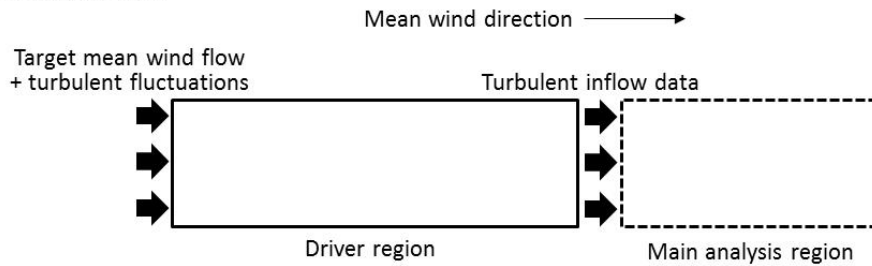 Mean wind direction
Target mean wind flow
+ turbulent fluctuations
Turbulent inflow data
Driver region
Main analysis region